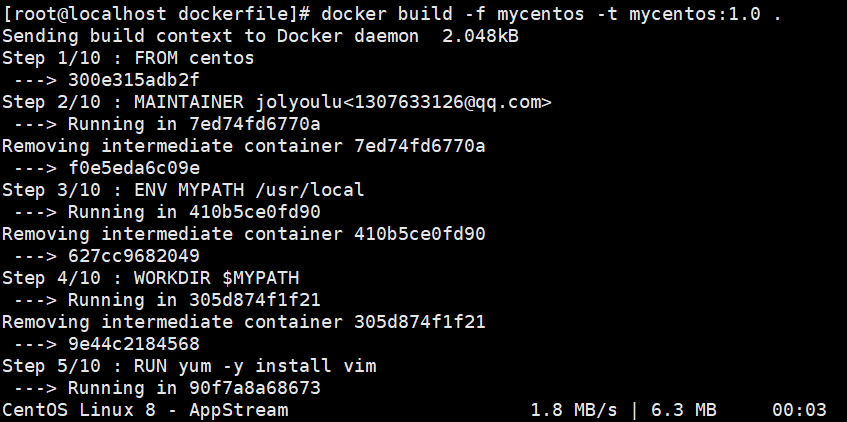 [root@localhost dockerfile]# docker build -f mycentos -t mycentos:1.0 .
Sending build context to Docker daemon  2.048kB
Step 1/10 : FROM centos
 ---> 300e315adb2f
Step 2/10 : MAINTAINER jolyoulu<1307633126@qq.com>
 ---> Running in 7ed74fd6770a
Removing intermediate container 7ed74fd6770a
 ---> f0e5eda6c09e
Step 3/10 : ENV MYPATH /usr/local
 ---> Running in 410b5ce0fd90
Removing intermediate container 410b5ce0fd90
 ---> 627cc9682049
Step 4/10 : WORKDIR $MYPATH
 ---> Running in 305d874f1f21
Removing intermediate container 305d874f1f21
 ---> 9e44c2184568
Step 5/10 : RUN yum -y install vim
 ---> Running in 90f7a8a68673
CentOS Linux 8 - AppStream                      1.8 MB/s | 6.3 MB     00:03